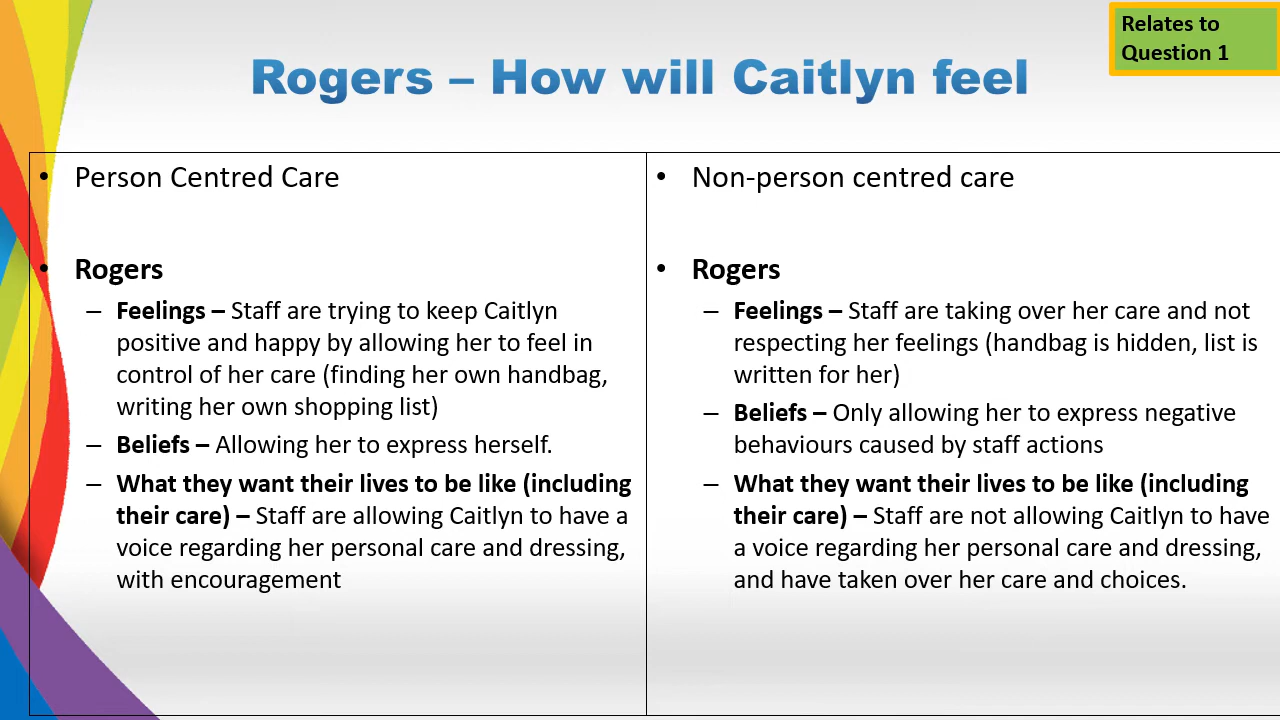 Relates to
Question 1
Rogers – How will Caitlyn feel
• Person Centred Care
• Rogers
– Feelings – Staff are trying to keep Caitlyn
positive and happy by allowing her to feel in
control of her care (finding her own handbag,
writing her own shopping list)
– Beliefs – Allowing her to express herself.
– What they want their lives to be like (including
their care) – Staff are allowing Caitlyn to have a
voice regarding her personal care and dressing,
with encouragement
• Non-person centred care
• Rogers
– Feelings – Staff are taking over her care and not
respecting her feelings (handbag is hidden, list is
written for her)
– Beliefs – Only allowing her to express negative
behaviours caused by staff actions
– What they want their lives to be like (including
their care) – Staff are not allowing Caitlyn to have
a voice regarding her personal care and dressing,
and have taken over her care and choices.